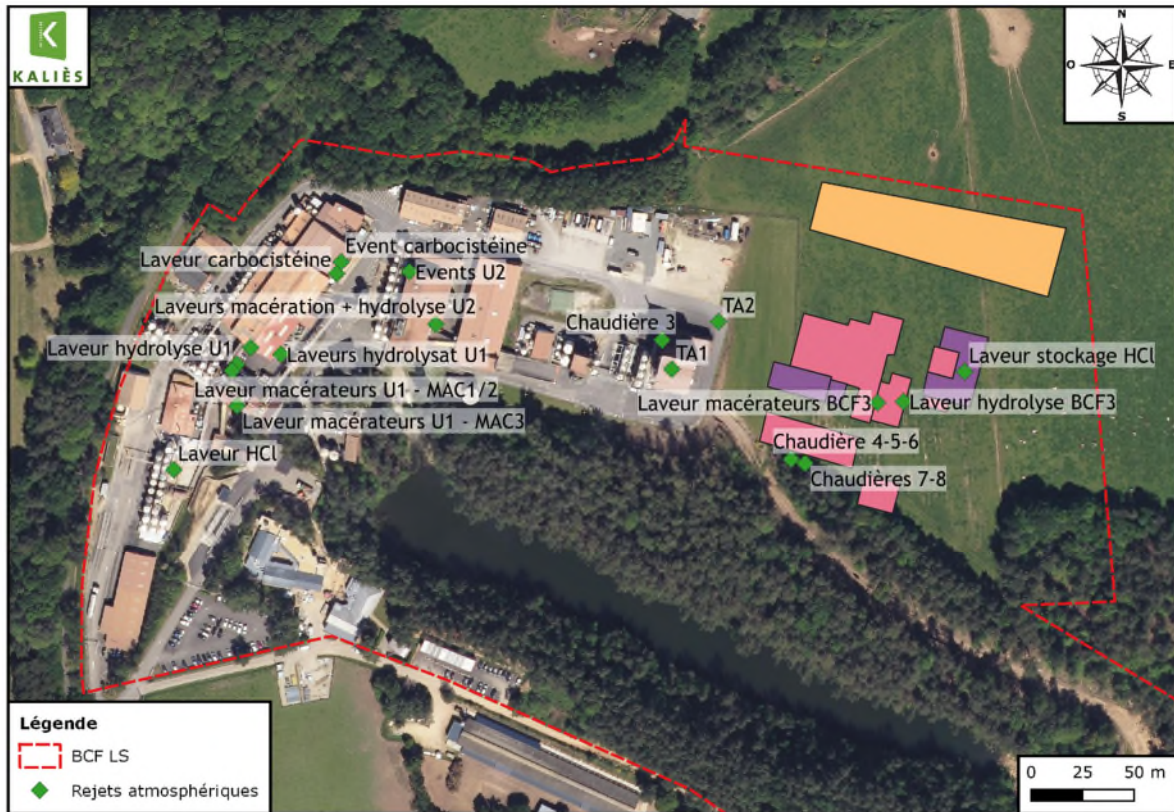 KALIÈS
N
O
E
S
Event carbocistéine
Laveur carbocistéine
Events U2
Laveurs macération + hydrolyse U2
TA2
Chaudière 3
Laveur hydrolyse U1
Laveurs hydrolysat U1
TA1
Laveur stockage HCl
Laveur macérateurs U1 - MAC1/2
Laveur macérateurs BCF3
Laveur hydrolyse BCF3
Laveur macérateurs U1 - MAC3
Chaudière 4-5-6
Laveur HCl
Chaudières 7-8
Légende
BCF LS
Rejets atmosphériques
0 25 50 m